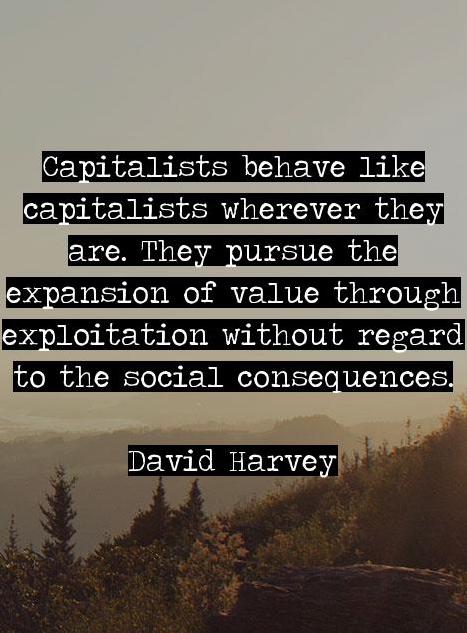 Capitalists behave like
capitalists wherever they
are. They pursue the
expansion of value through
exploitation without regard
to the social consequences.
David Harvey